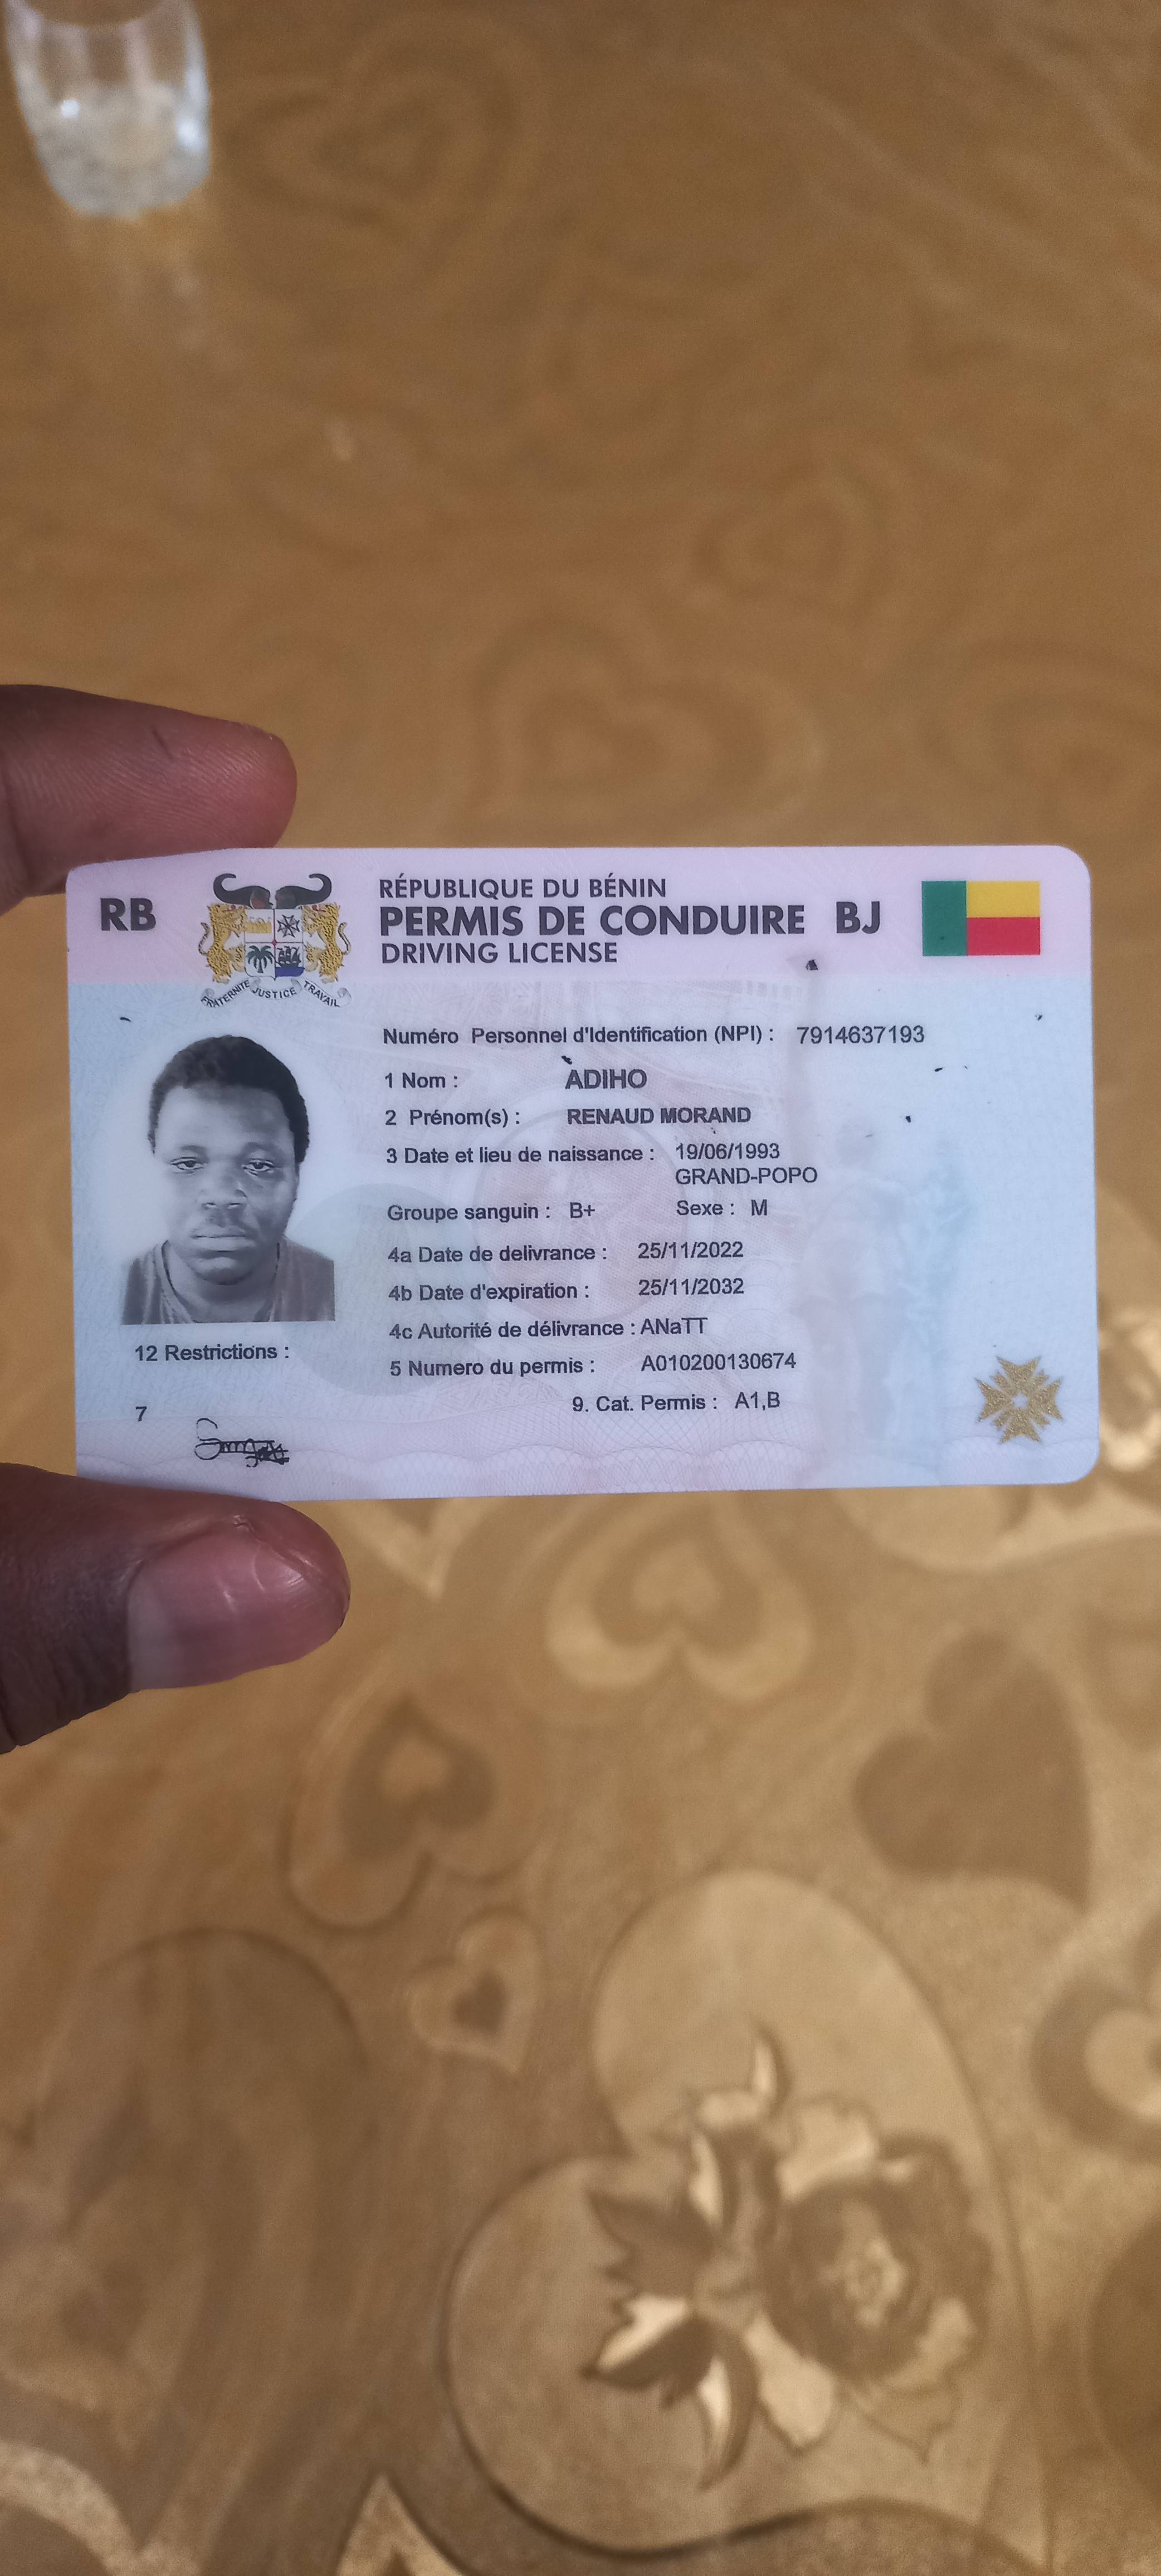 RB
RÉPUBLIQUE DU BÉNIN
PERMIS DE CONDUIRE BJ
DRIVING LICENSE
FRATERNITÉ JUSTICE TRAVAIL
Numéro Personnel d'Identification (NPI) : 7914637193
1 Nom : ADIHO
2 Prénom(s) : RENAUD MORAND
3 Date et lieu de naissance : 19/06/1993
GRAND-POPO
Groupe sanguin : B+ Sexe : M
4a Date de delivrance : 25/11/2022
4b Date d'expiration : 25/11/2032
4c Autorité de délivrance : ANaTT
12 Restrictions :
5 Numero du permis : A010200130674
9. Cat. Permis : A1,B
7